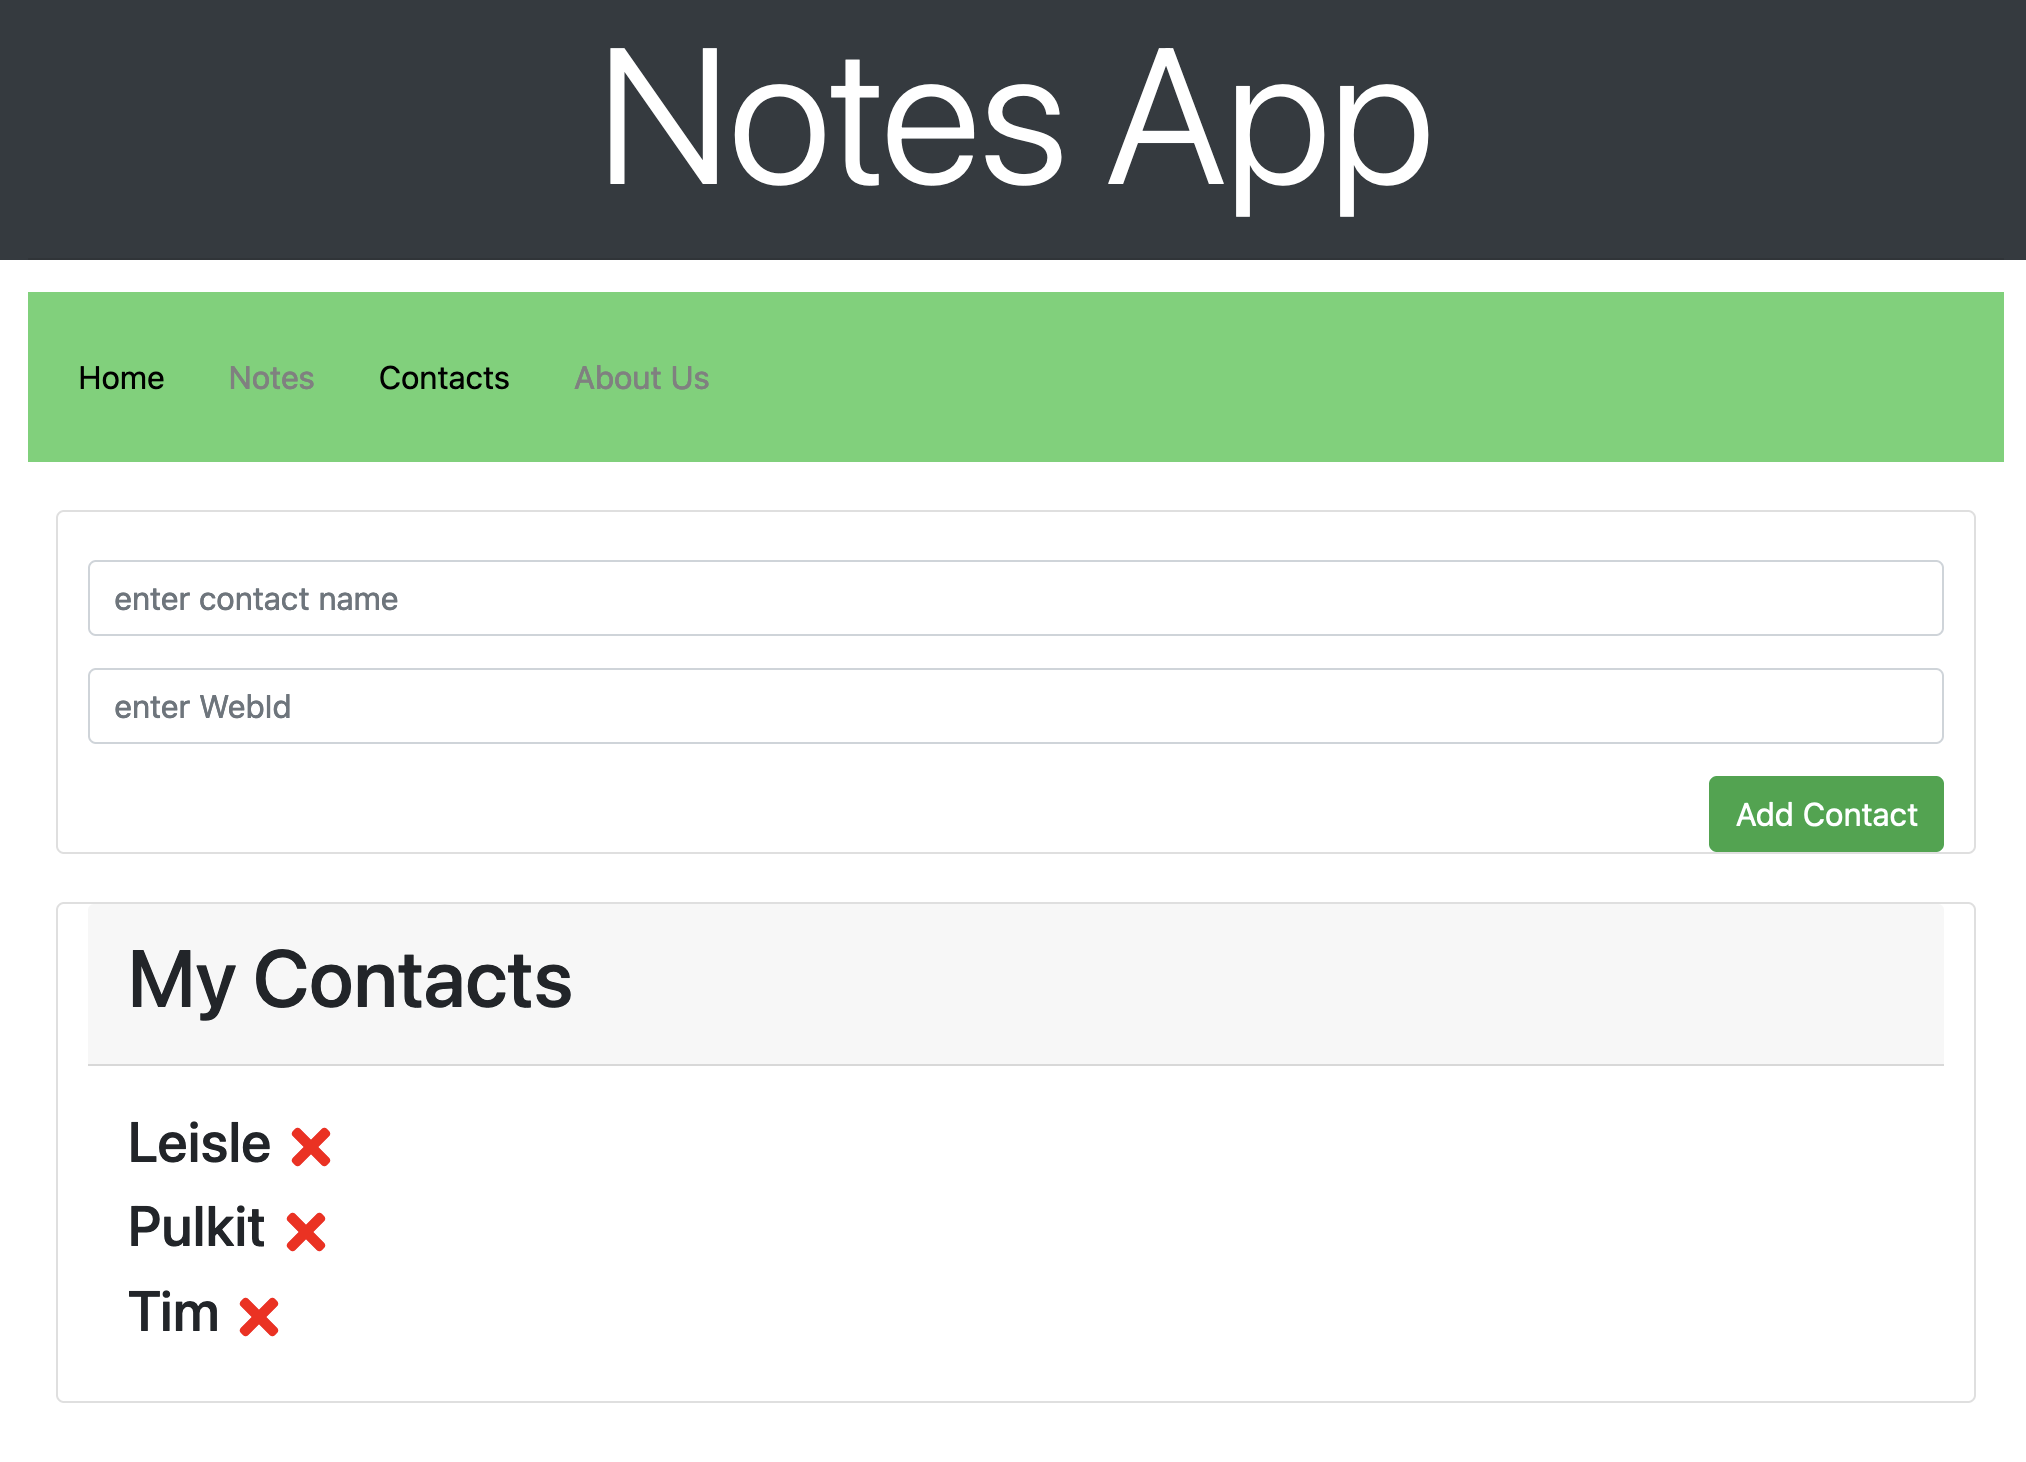 Notes App
Home Notes Contacts About Us
enter contact name
enter WebId
Add Contact
My Contacts
Leisle
Pulkit
Tim